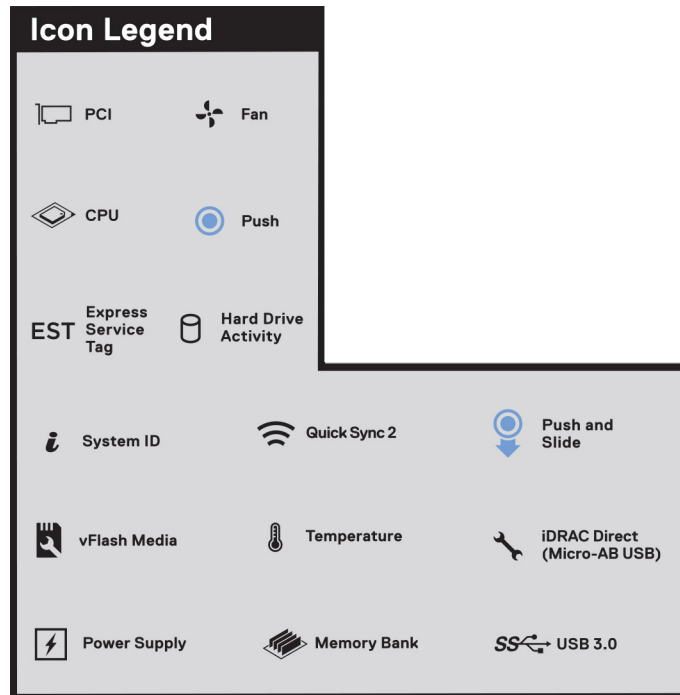 Icon Legend
PCI
Fan
CPU
Push
EST
Express
Service
Tag
Hard Drive
Activity
i System ID
Quick Sync 2
Push and
Slide
vFlash Media
Temperature
iDRAC Direct
(Micro-AB USB)
Power Supply
Memory Bank
SS
USB 3.0